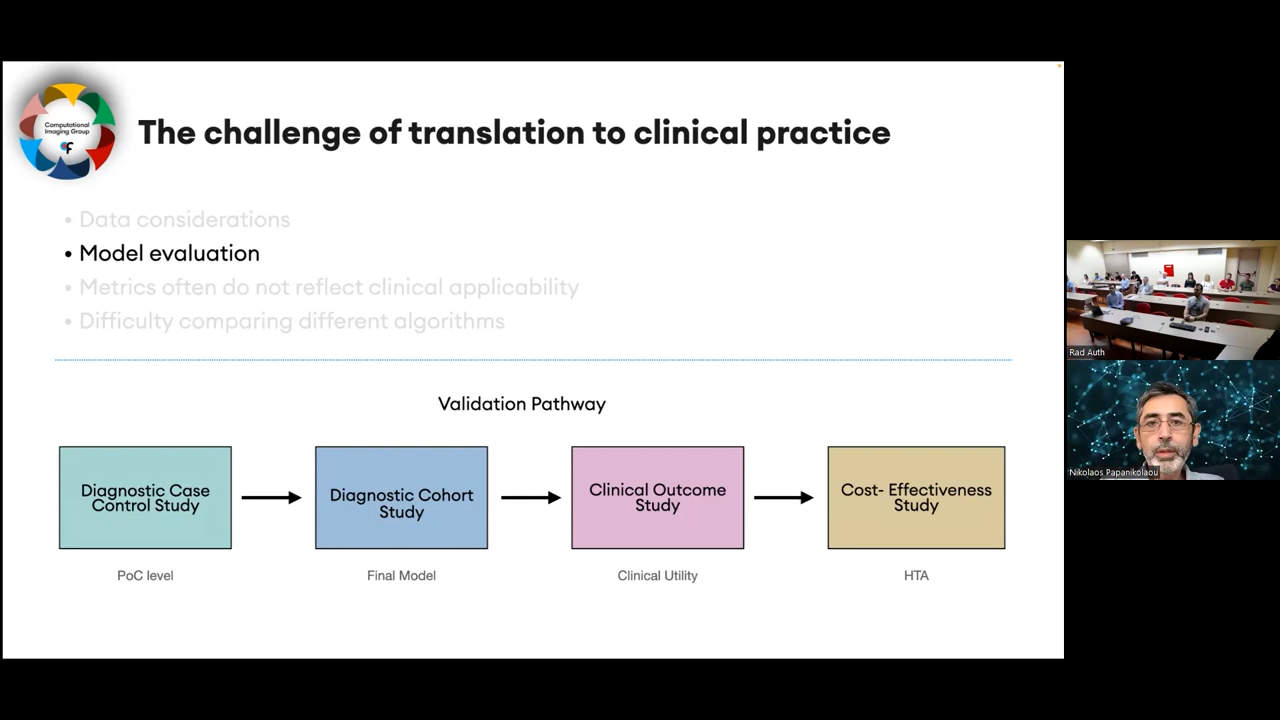 Computational
Imaging Group
The challenge of translation to clinical practice
• Data considerations
• Model evaluation
• Metrics often do not reflect clinical applicability
• Difficulty comparing different algorithms
Validation Pathway
Diagnostic Case
Control Study
Diagnostic Cohort
Study
Clinical Outcome
Study
Cost- Effectiveness
Study
PoC level
Final Model
Clinical Utility
HTA
Rad Auth
Nikolaos Papanikolaou